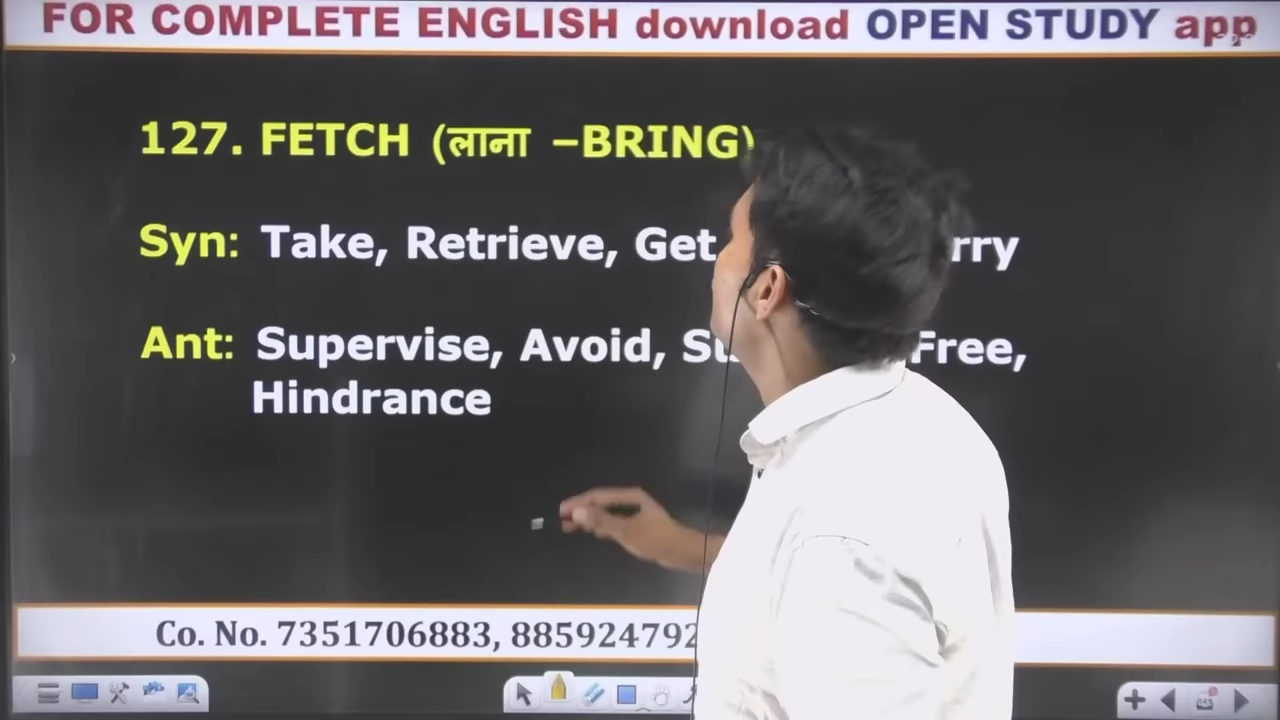 FOR COMPLETE ENGLISH download OPEN STUDY app
127. FETCH (लाना –BRING)
Syn: Take, Retrieve, Get
Ant: Supervise, Avoid, Free,
Hindrance
Co. No. 7351706883,